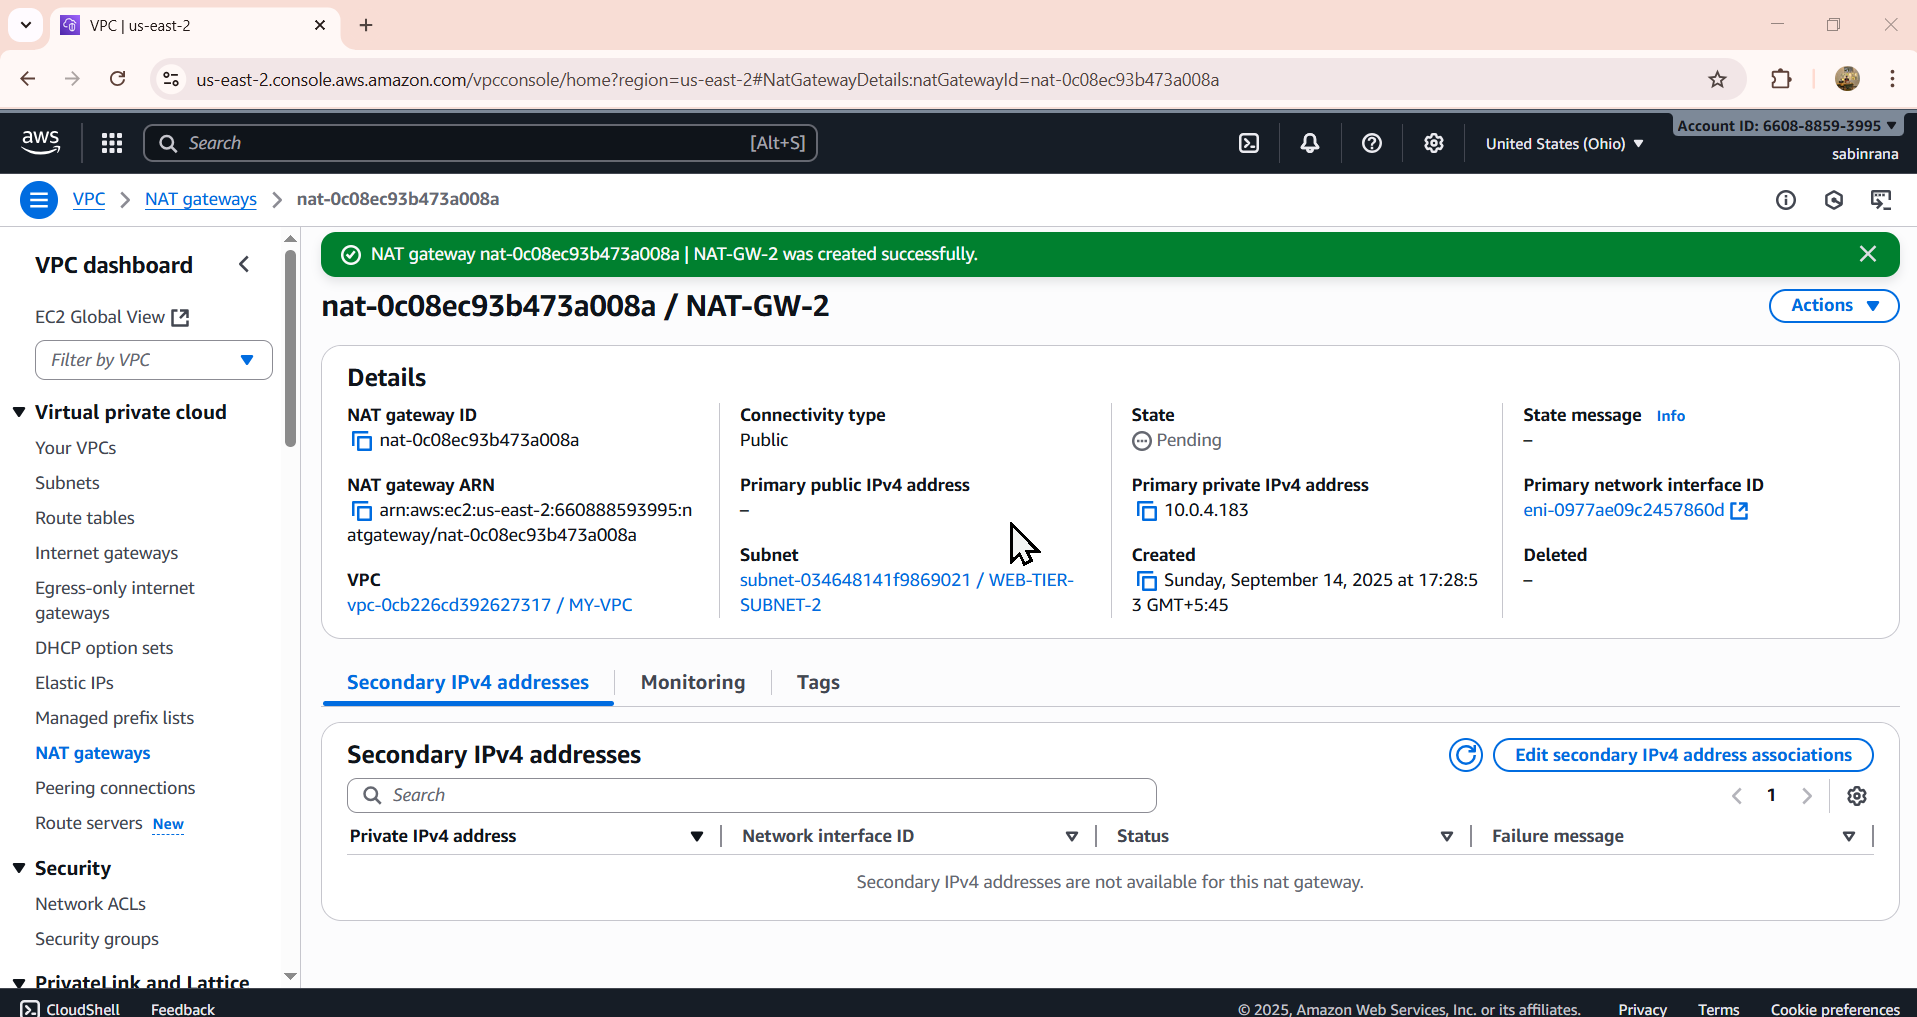 VPC | us-east-2
us-east-2.console.aws.amazon.com/vpcconsole/home?region=us-east-2#NatGatewayDetails:natGatewayId=nat-0c08ec93b473a008a
aws
Search
[Alt+S]
United States (Ohio)
Account ID: 6608-8859-3995
sabinrana
VPC
NAT gateways
nat-0c08ec93b473a008a
VPC dashboard
EC2 Global View
Filter by VPC
Virtual private cloud
Your VPCs
Subnets
Route tables
Internet gateways
Egress-only internet
gateways
DHCP option sets
Elastic IPs
Managed prefix lists
NAT gateways
Peering connections
Route servers New
Security
Network ACLs
Security groups
PrivateLink and Lattice
NAT gateway nat-0c08ec93b473a008a | NAT-GW-2 was created successfully.
nat-0c08ec93b473a008a / NAT-GW-2
Actions
Details
NAT gateway ID
nat-0c08ec93b473a008a
NAT gateway ARN
arn:aws:ec2:us-east-2:660888593995:n
atgateway/nat-0c08ec93b473a008a
VPC
vpc-0cb226cd392627317 / MY-VPC
Connectivity type
Public
Primary public IPv4 address
–
Subnet
subnet-034648141f9869021 / WEB-TIER-
SUBNET-2
State
Pending
Primary private IPv4 address
10.0.4.183
Created
Sunday, September 14, 2025 at 17:28:5
3 GMT+5:45
State message Info
–
Primary network interface ID
eni-0977ae09c2457860d
Deleted
–
Secondary IPv4 addresses
Monitoring
Tags
Secondary IPv4 addresses
Edit secondary IPv4 address associations
Search
1
Private IPv4 address
Network interface ID
Status
Failure message
Secondary IPv4 addresses are not available for this nat gateway.
CloudShell
Feedback
© 2025, Amazon Web Services, Inc. or its affiliates.
Privacy
Terms
Cookie preferences